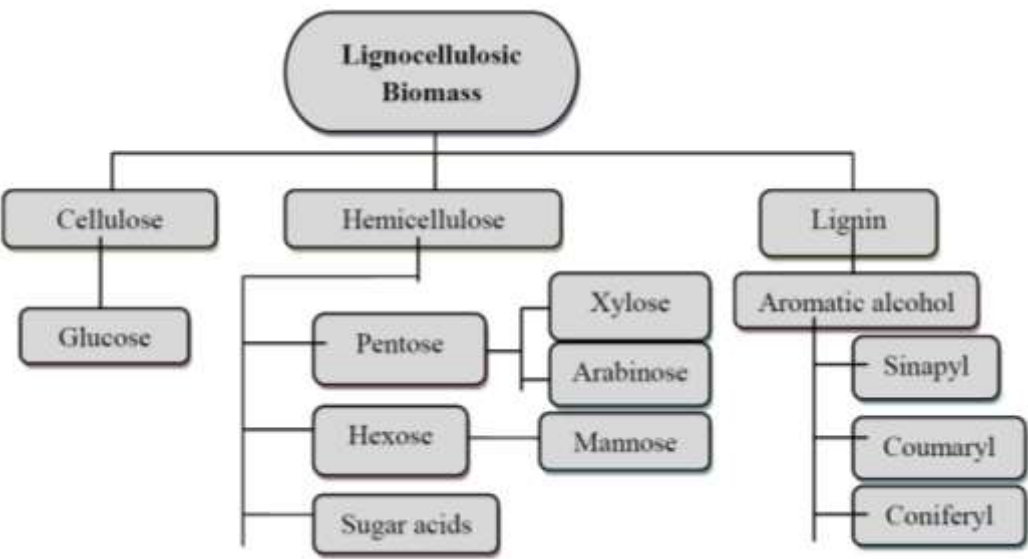 Lignocellulosic
Biomass
Cellulose
Hemicellulose
Lignin
Glucose
Pentose
Xylose
Arabinose
Hexose
Mannose
Sugar acids
Aromatic alcohol
Sinapyl
Coumaryl
Coniferyl